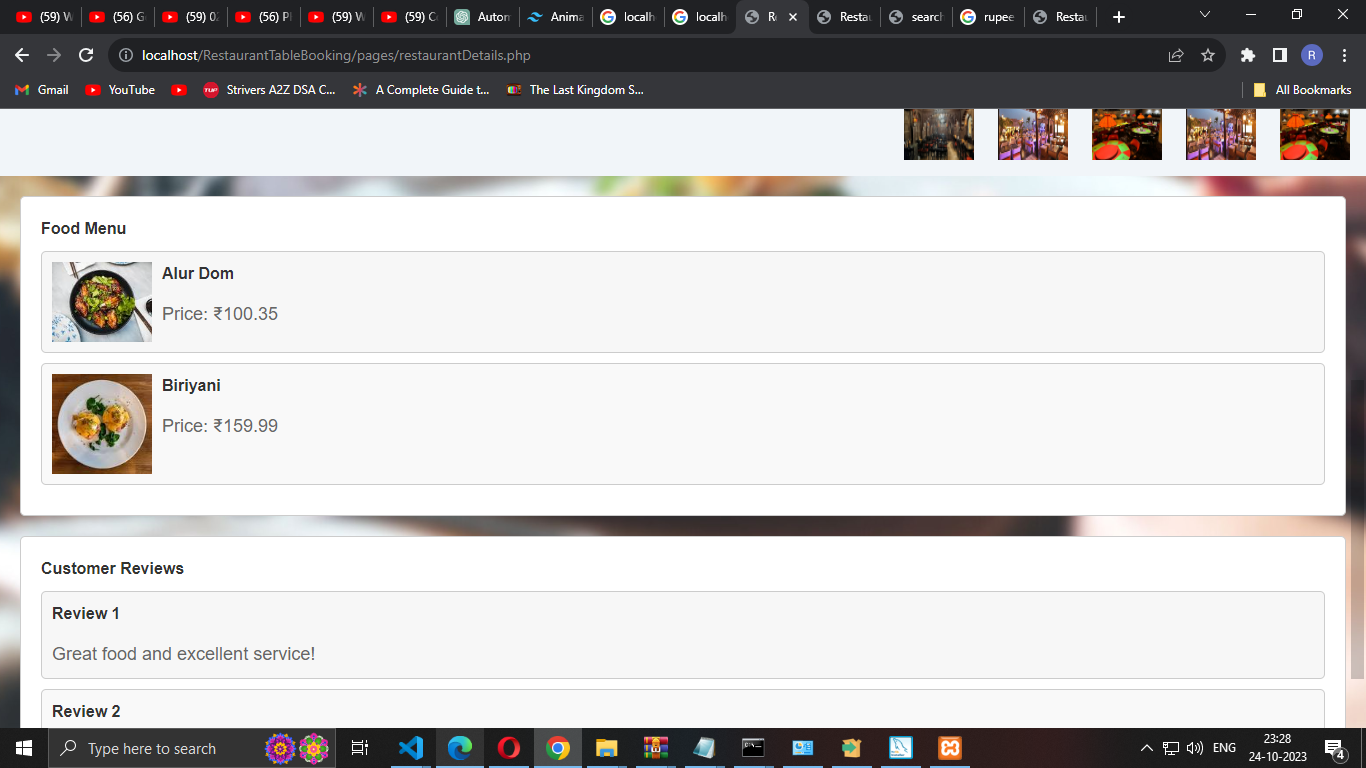 (59) W
(56) G
(59) 0
(56) P
(59) W
(59) C
Autom
Anima
localh
localh
R
Restau
search
rupee
Restau
localhost/RestaurantTableBooking/pages/restaurantDetails.php
R
Gmail
YouTube
TUF
Strivers A2Z DSA C...
A Complete Guide t...
The Last Kingdom S...
All Bookmarks
Food Menu
Alur Dom
Price: ₹100.35
Biriyani
Price: ₹159.99
Customer Reviews
Review 1
Great food and excellent service!
Review 2
Type here to search
ENG
23:28
24-10-2023
4